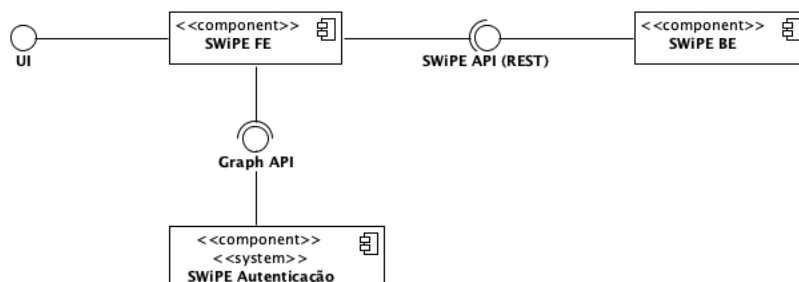 <<component>>
SWiPE FE
<<component>>
SWiPE BE
UI
SWiPE API (REST)
Graph API
<<component>>
<<system>>
SWiPE Autenticação